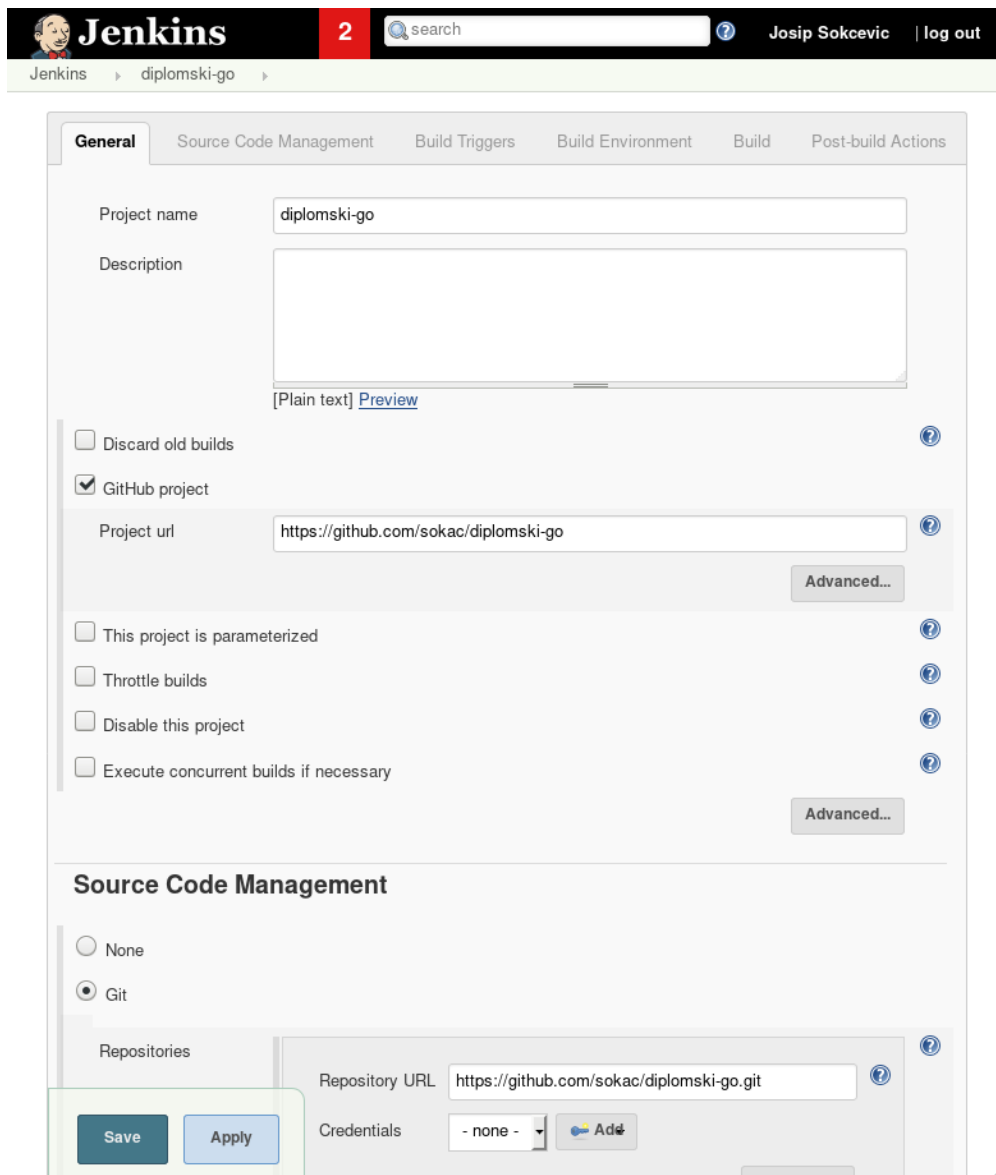 Jenkins 2 search Josip Sokcevic | log out
Jenkins diplomski-go
General Source Code Management Build Triggers Build Environment Build Post-build Actions
Project name diplomski-go
Description
[Plain text] Preview
Discard old builds
GitHub project
Project url https://github.com/sokac/diplomski-go
Advanced...
This project is parameterized
Throttle builds
Disable this project
Execute concurrent builds if necessary
Advanced...
Source Code Management
None
Git
Repositories
Repository URL https://github.com/sokac/diplomski-go.git
Credentials - none - Add
Save Apply